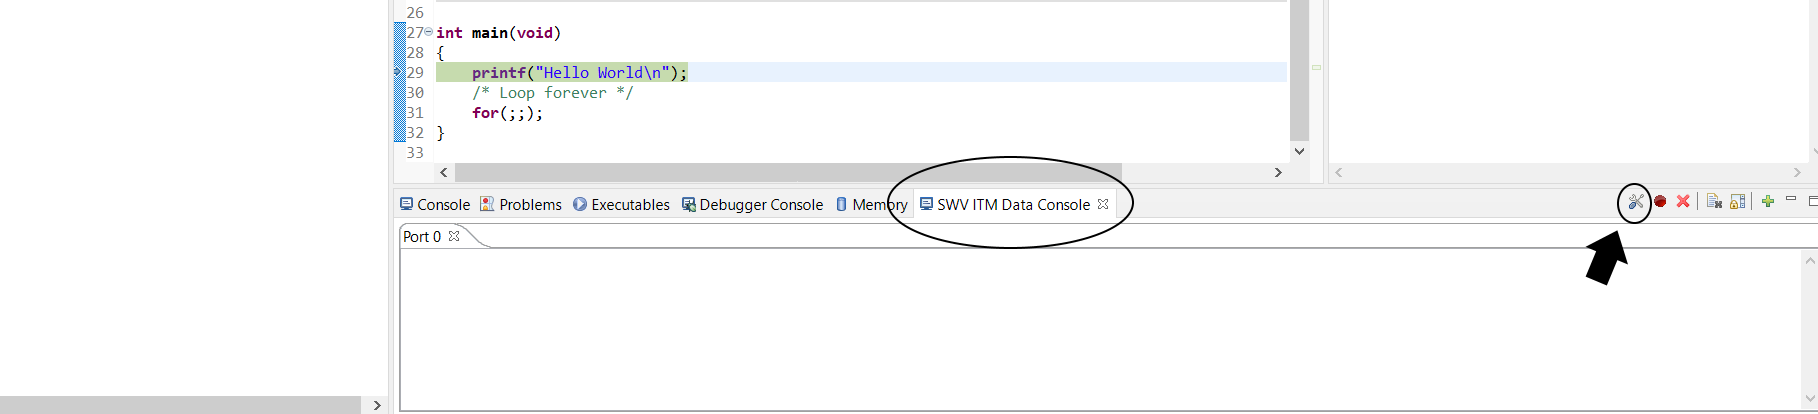 26
27 int main(void)
28 {
29     printf("Hello World\n");
30     /* Loop forever */
31     for(;;);
32 }
33
Console Problems Executables Debugger Console Memory SWV ITM Data Console
Port 0